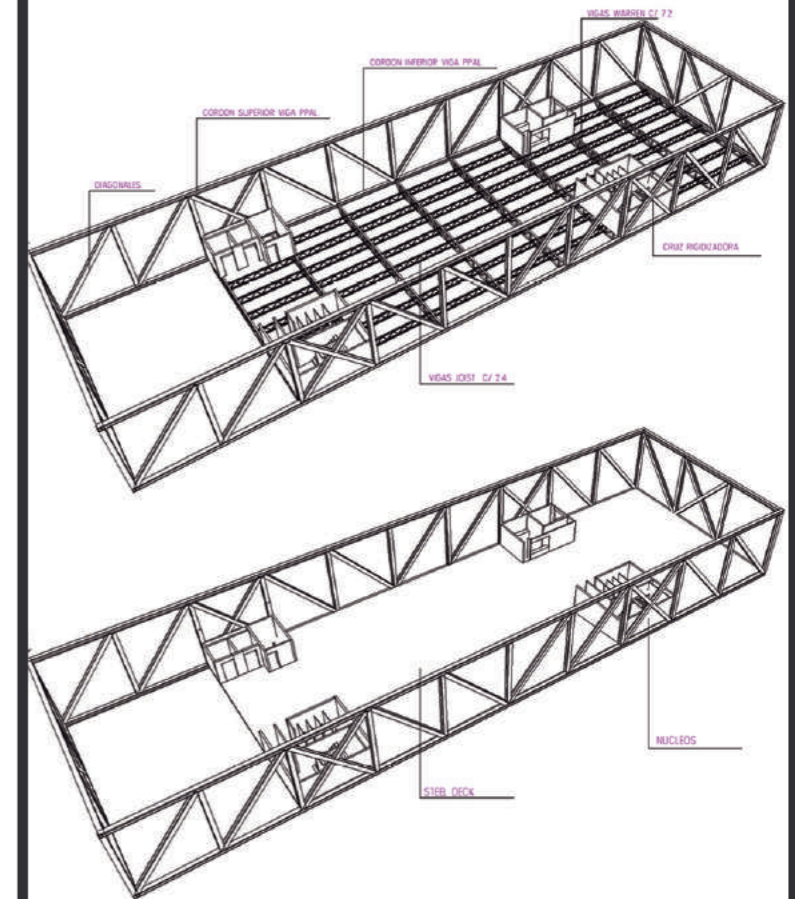 VIGAS WARREN C/ 7.2
CORDON INFERIOR VIGA PPAL
CORDON SUPERIOR VIGA PPAL.
DIAGONALES
CRUZ RIGIDIZADORA
VIGAS JOIST C/ 2.4
NUCLEOS
STEEL DECK